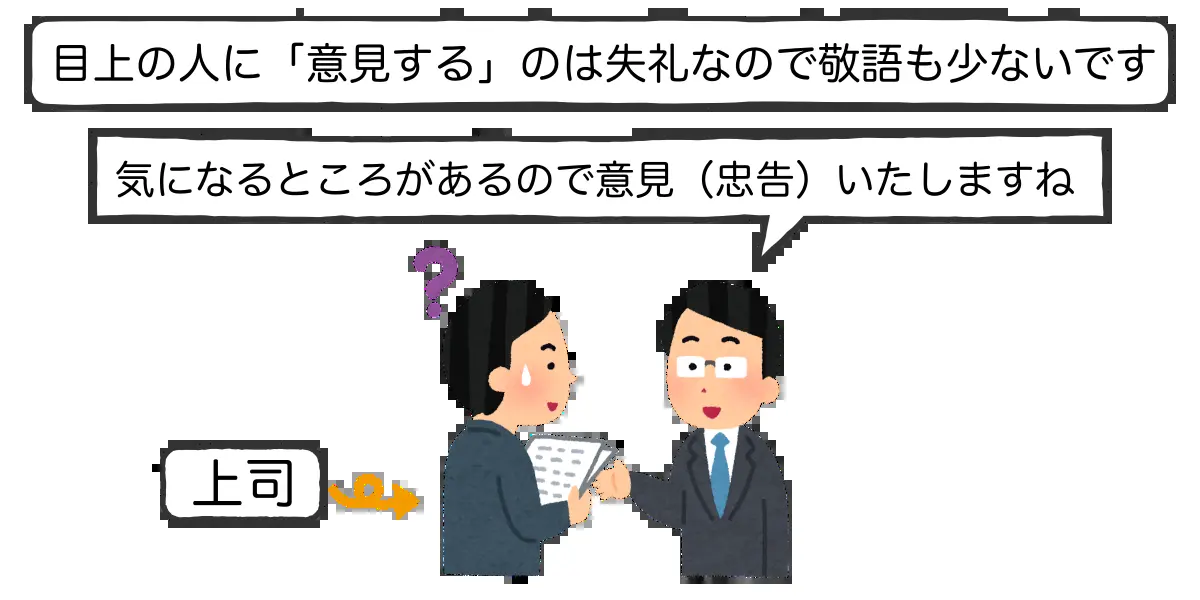 目上の人に「意見する」のは失礼なので敬語も少ないです
気になるところがあるので意見（忠告）いたしますね
?
上司